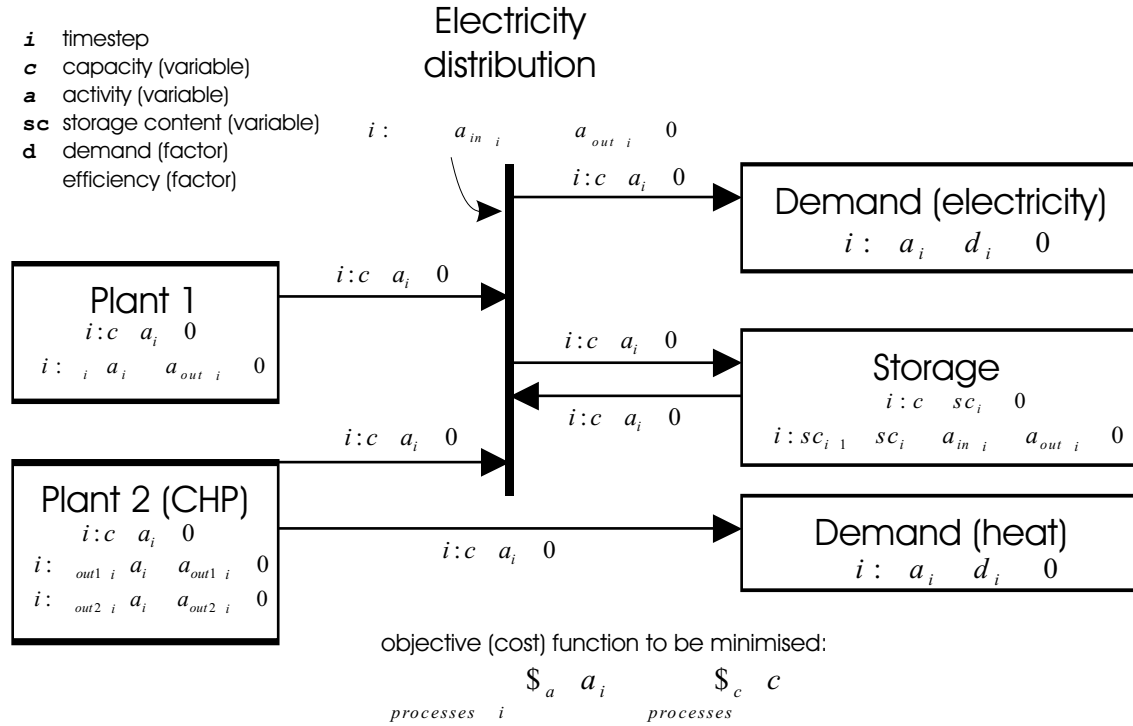 Electricity
distribution
i timestep
c capacity (variable)
a activity (variable)
sc storage content (variable)
d demand (factor)
efficiency (factor)
i : a in i a out i 0
i : c a i 0
Demand (electricity)
i : a i d i 0
i : c a i 0
Plant 1
i : c a i 0
i : i a i a out i 0
i : c a i 0
Storage
i : c sc i 0
i : sc i 1 sc i a in i a out i 0
i : c a i 0
i : c a i 0
Plant 2 (CHP)
i : c a i 0
i : out1 i a i a out1 i 0
i : out2 i a i a out2 i 0
i : c a i 0
Demand (heat)
i : a i d i 0
objective (cost) function to be minimised:
$ a a i $ c c
processes i processes